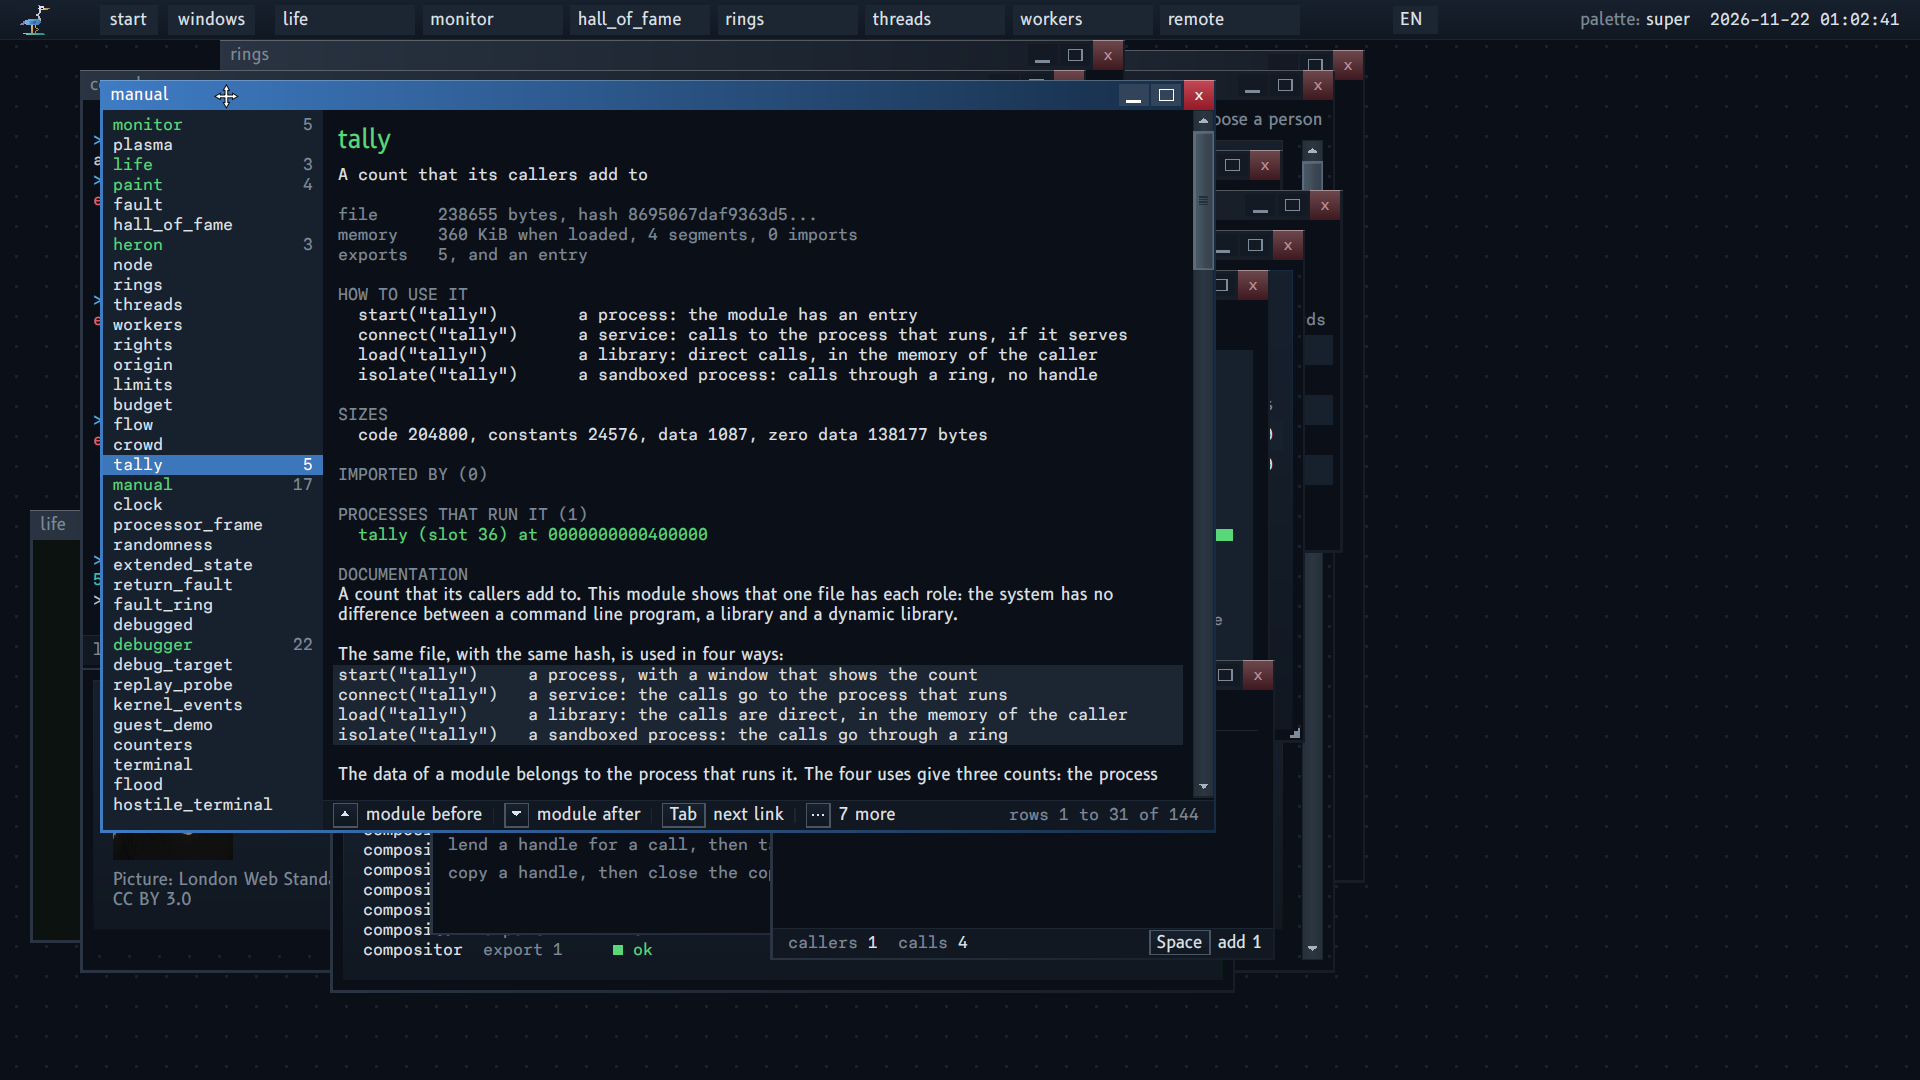 start windows life monitor hall_of_fame rings threads workers remote EN palette: super 2026-11-22 01:02:41
rings
x
x
manual
x
x
monitor 5
plasma
life 3
paint 4
fault
hall_of_fame
heron 3
node
rings
threads
workers
rights
origin
limits
budget
flow
crowd
tally 5
manual 17
clock
processor_frame
randomness
extended_state
return_fault
fault_ring
debugged
debugger 22
debug_target
replay_probe
kernel_events
guest_demo
counters
terminal
flood
hostile_terminal
tally
A count that its callers add to
file 238655 bytes, hash 8695067daf9363d5...
memory 360 KiB when loaded, 4 segments, 0 imports
exports 5, and an entry
HOW TO USE IT
start("tally") a process: the module has an entry
connect("tally") a service: calls to the process that runs, if it serves
load("tally") a library: direct calls, in the memory of the caller
isolate("tally") a sandboxed process: calls through a ring, no handle
SIZES
code 204800, constants 24576, data 1087, zero data 138177 bytes
IMPORTED BY (0)
PROCESSES THAT RUN IT (1)
tally (slot 36) at 0000000000400000
DOCUMENTATION
A count that its callers add to. This module shows that one file has each role: the system has no
difference between a command line program, a library and a dynamic library.
The same file, with the same hash, is used in four ways:
start("tally") a process, with a window that shows the count
connect("tally") a service: the calls go to the process that runs
load("tally") a library: the calls are direct, in the memory of the caller
isolate("tally") a sandboxed process: the calls go through a ring
The data of a module belongs to the process that runs it. The four uses give three counts: the process
module before module after Tab next link ... 7 more rows 1 to 31 of 144
a person
x
x
x
x
x
life
lend a handle for a call, then
copy a handle, then close the
Picture: London Web
CC BY 3.0
compositor export 1 ok
callers 1 calls 4 Space add 1